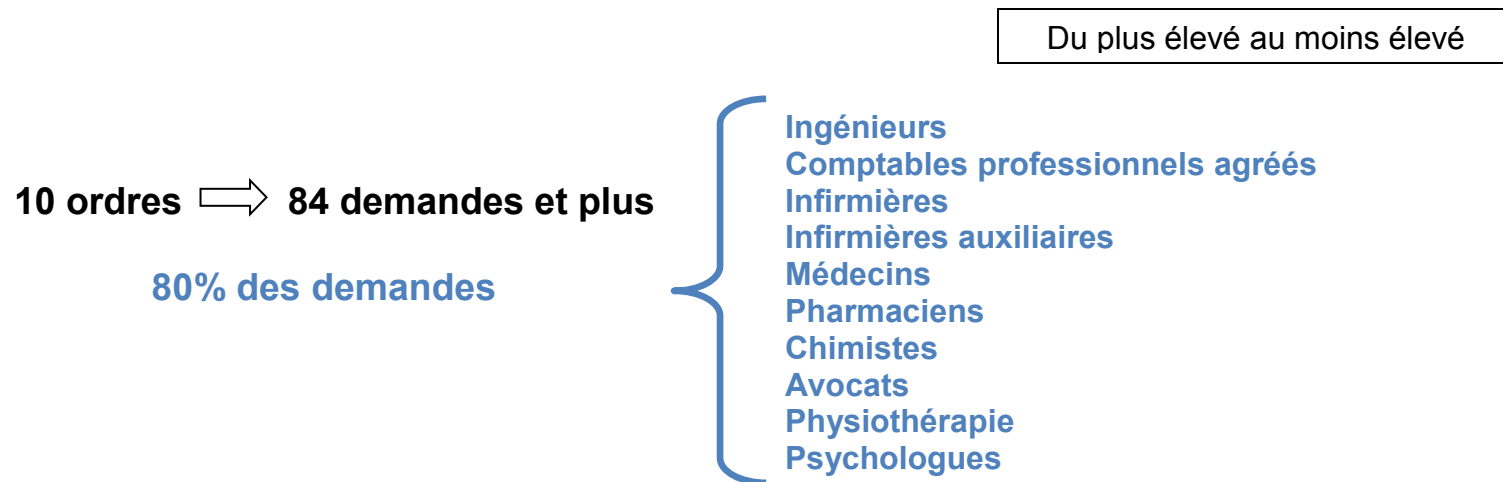 Du plus élevé au moins élevé
10 ordres 84 demandes et plus
80% des demandes
Ingénieurs
Comptables professionnels agréés
Infirmières
Infirmières auxiliaires
Médecins
Pharmaciens
Chimistes
Avocats
Physiothérapie
Psychologues